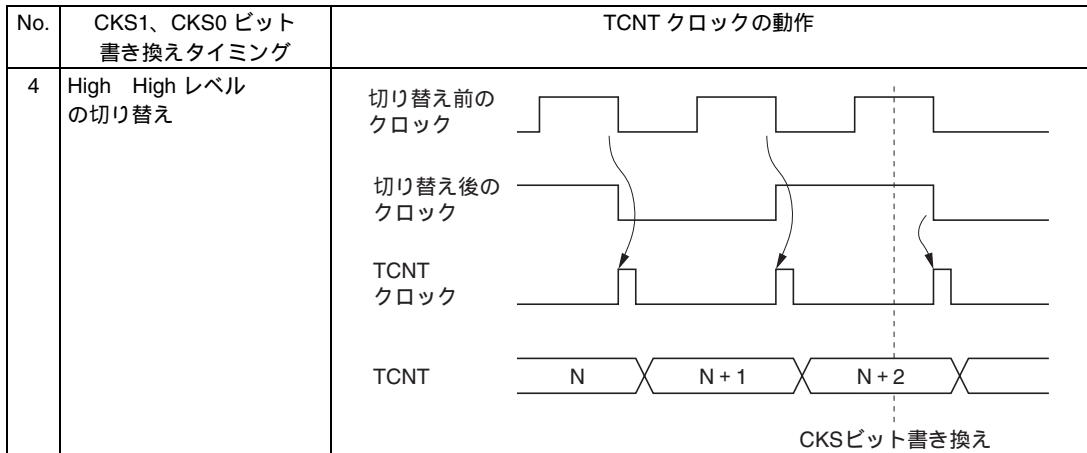 No.
CKS1、CKS0 ビット
書き換えタイミング
TCNT クロックの動作
4
High High レベル
の切り替え
切り替え前の
クロック
切り替え後の
クロック
TCNT
クロック
TCNT
N
N + 1
N + 2
CKSビット書き換え